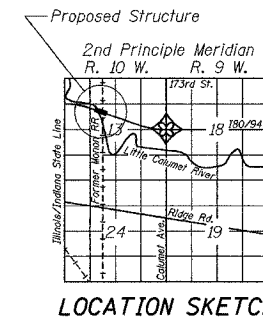 Proposed Structure
2nd Principle Meridian
R. 10 W. R. 9 W.
173rd St.
Illinois/Indiana State Line
Former Monon RR
13
18
I80/94
Little Calumet River
Ridge Rd.
24
19
Calumet Ave.
LOCATION SKETC